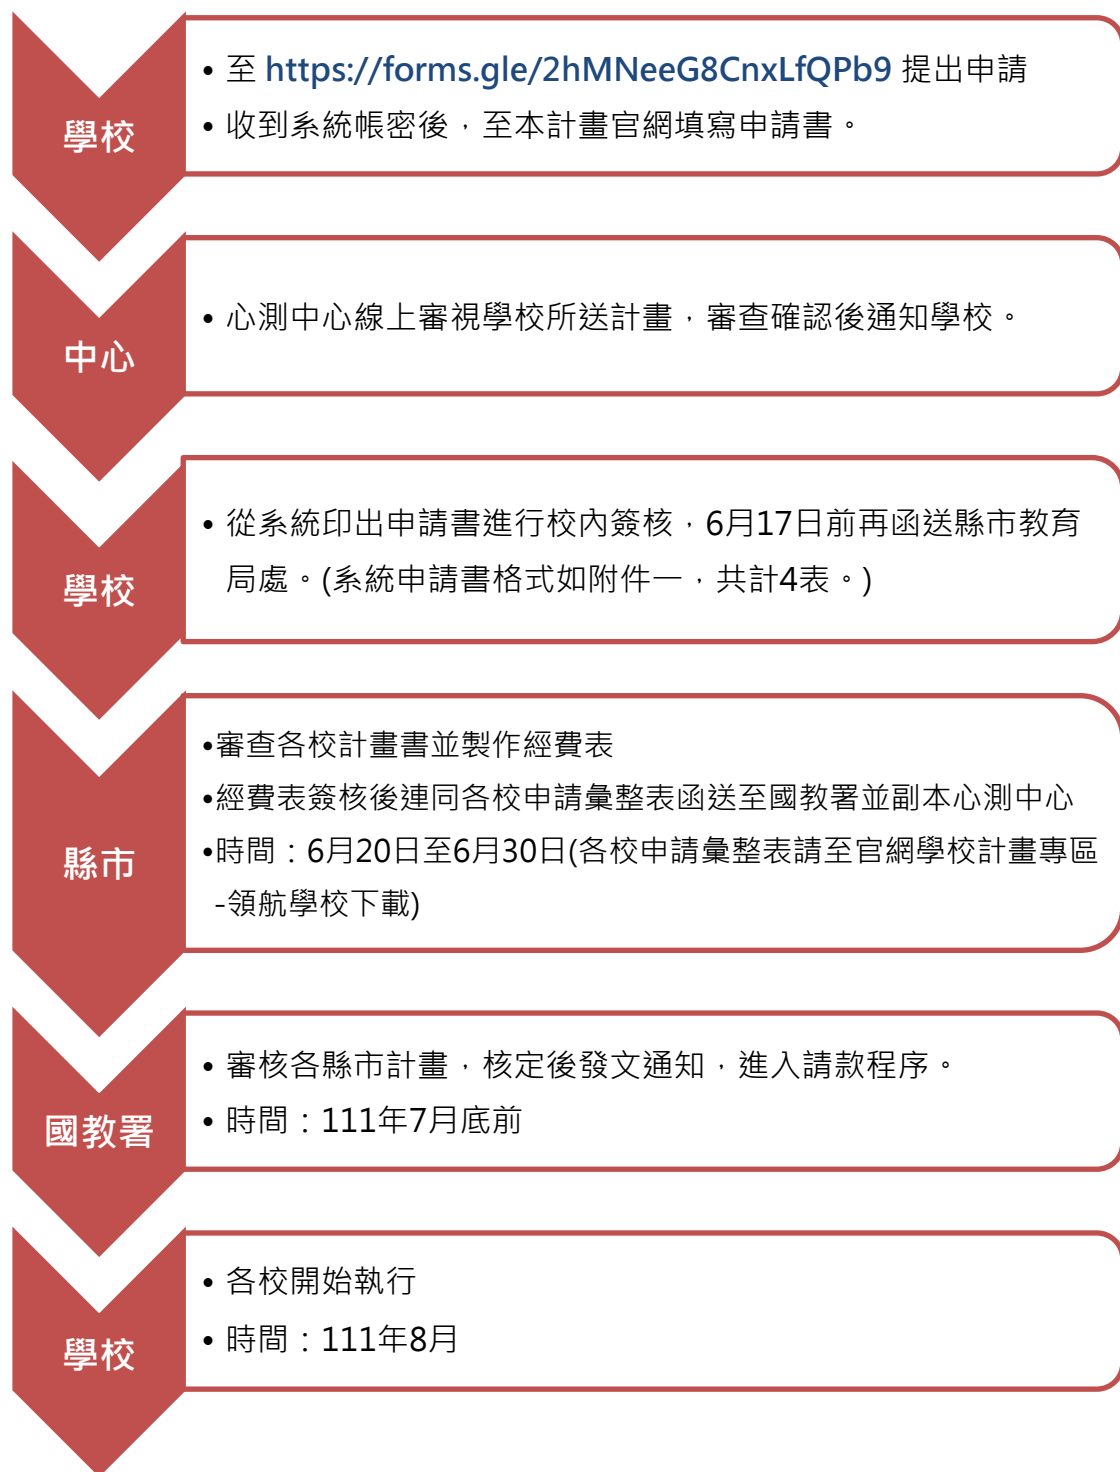 學校
• 至 https://forms.gle/2hMNeeG8CnxLfQPb9 提出申請
• 收到系統帳密後，至本計畫官網填寫申請書。
中心
• 心測中心線上審視學校所送計畫，審查確認後通知學校。
學校
• 從系統印出申請書進行校內簽核，6月17日前再函送縣市教育
局處。(系統申請書格式如附件一，共計4表。)
縣市
•審查各校計畫書並製作經費表
•經費表簽核後連同各校申請彙整表函送至國教署並副本心測中心
•時間：6月20日至6月30日(各校申請彙整表請至官網學校計畫專區
-領航學校下載)
國教署
• 審核各縣市計畫，核定後發文通知，進入請款程序。
• 時間：111年7月底前
學校
• 各校開始執行
• 時間：111年8月